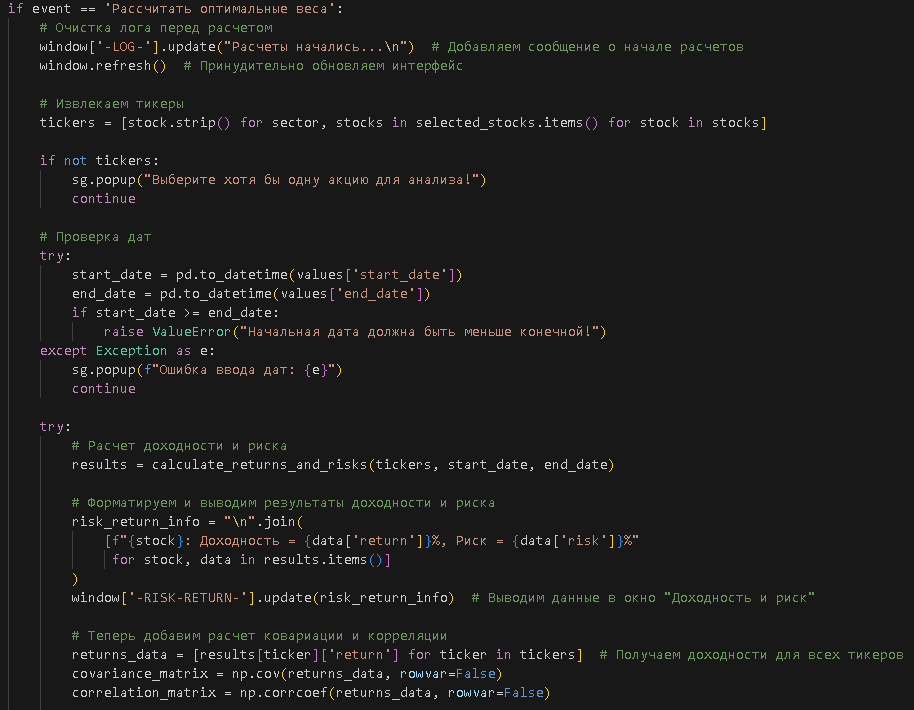 if event == 'Рассчитать оптимальные веса':
# Очистка лога перед расчетом
window['-LOG-'].update("Расчеты начались...\n")  # Добавляем сообщение о начале расчетов
window.refresh()  # Принудительно обновляем интерфейс
# Извлекаем тикеры
tickers = [stock.strip() for sector, stocks in selected_stocks.items() for stock in stocks]
if not tickers:
sg.popup("Выберите хотя бы одну акцию для анализа!")
continue
# Проверка дат
try:
start_date = pd.to_datetime(values['start_date'])
end_date = pd.to_datetime(values['end_date'])
if start_date >= end_date:
raise ValueError("Начальная дата должна быть меньше конечной!")
except Exception as e:
sg.popup(f"Ошибка ввода дат: {e}")
continue
try:
# Расчет доходности и риска
results = calculate_returns_and_risks(tickers, start_date, end_date)
# Форматируем и выводим результаты доходности и риска
risk_return_info = "\n".join(
[f"{stock}: Доходность = {data['return']}%, Риск = {data['risk']}%"
for stock, data in results.items()]
)
window['-RISK-RETURN-'].update(risk_return_info)  # Выводим данные в окно "Доходность и риск"
# Теперь добавим расчет ковариации и корреляции
returns_data = [results[ticker]['return'] for ticker in tickers]  # Получаем доходности для всех тикеров
covariance_matrix = np.cov(returns_data, rowvar=False)
correlation_matrix = np.corrcoef(returns_data, rowvar=False)